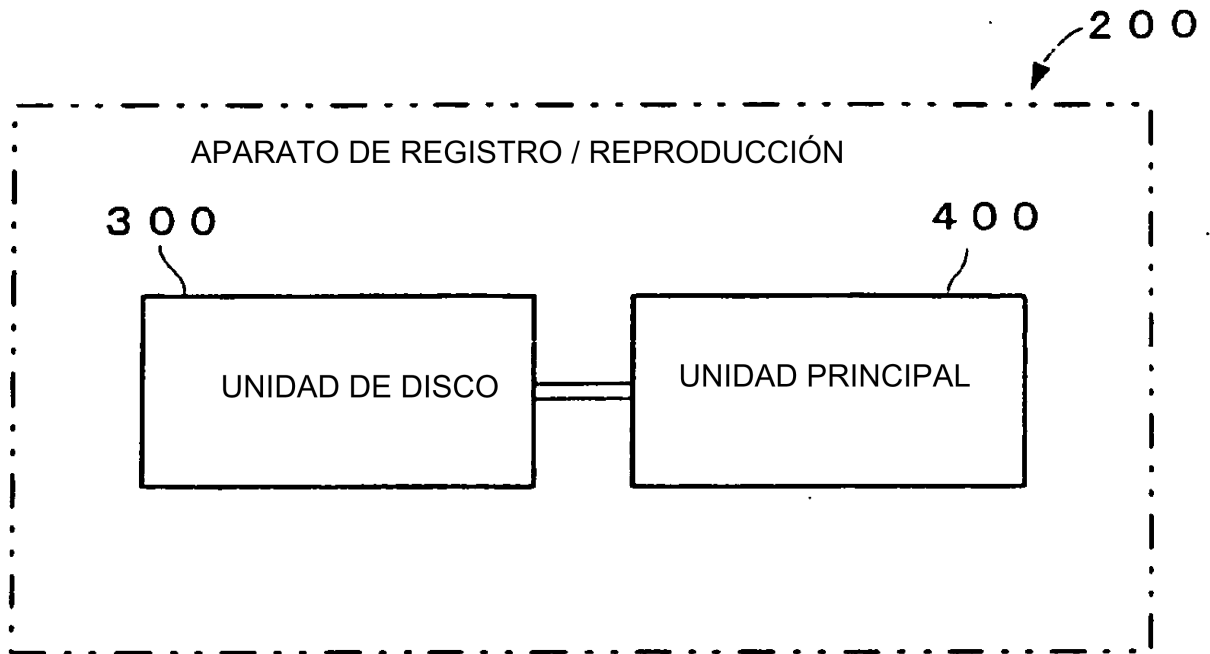 200
APARATO DE REGISTRO / REPRODUCCIÓN
300
400
UNIDAD DE DISCO
UNIDAD PRINCIPAL